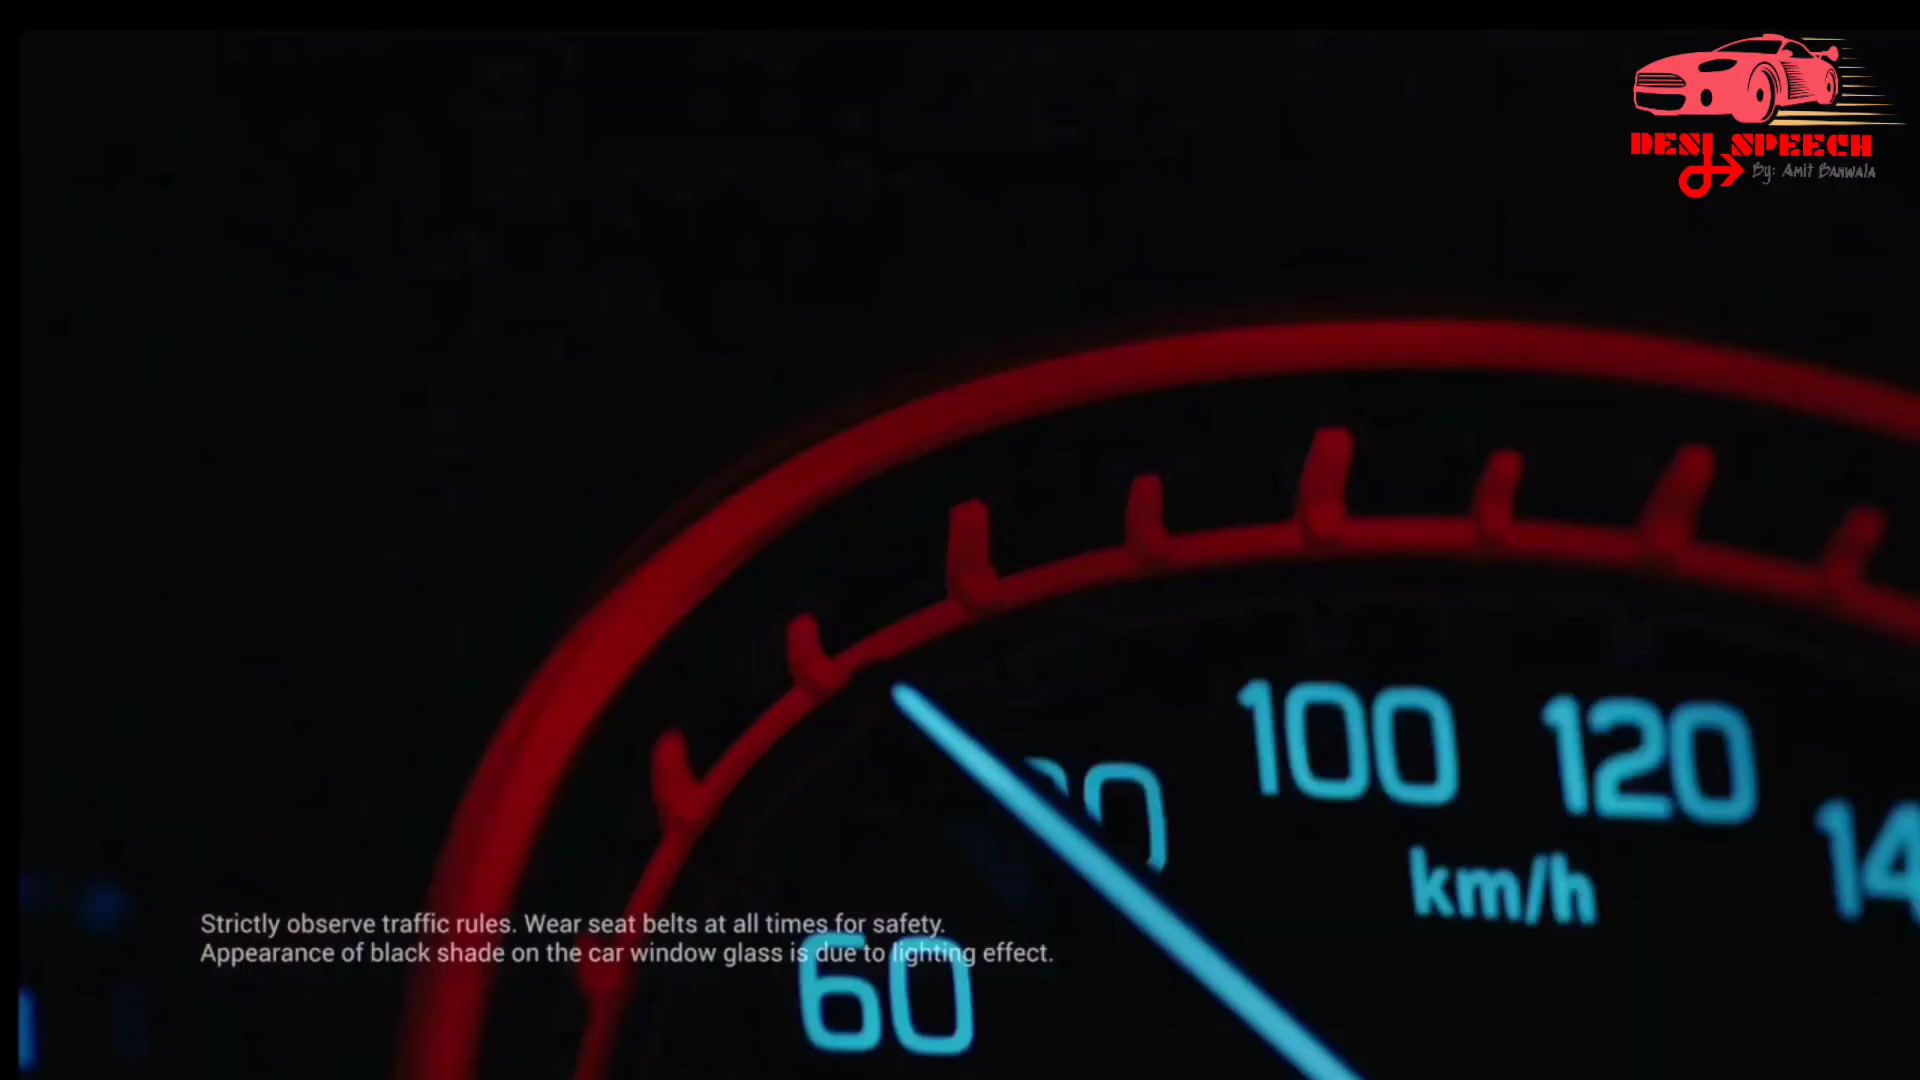 DESI SPEECH
By: Amit Banwala
100
120
14
km/h
Strictly observe traffic rules. Wear seat belts at all times for safety.
Appearance of black shade on the car window glass is due to lighting effect.
60